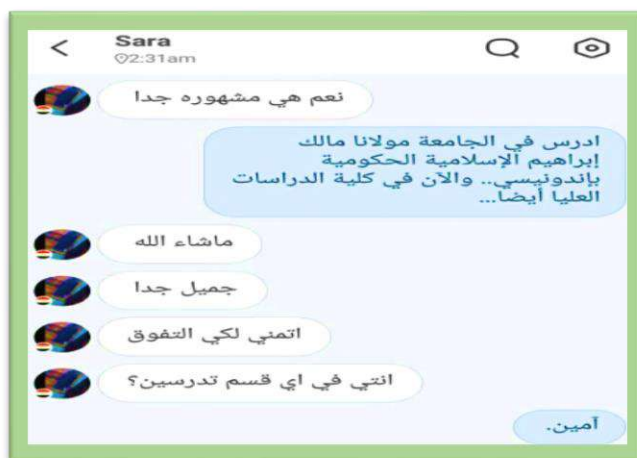 Sara
2:31am
نعم هي مشهوره جدا
ادرس في الجامعة مولانا مالك
إبراهيم الإسلامية الحكومية
بإندونيسي.. والآن في كلية الدراسات
العليا أيضا...
ماشاء الله
جميل جدا
اتمني لكي التفوق
انتي في اي قسم تدرسين؟
آمين.